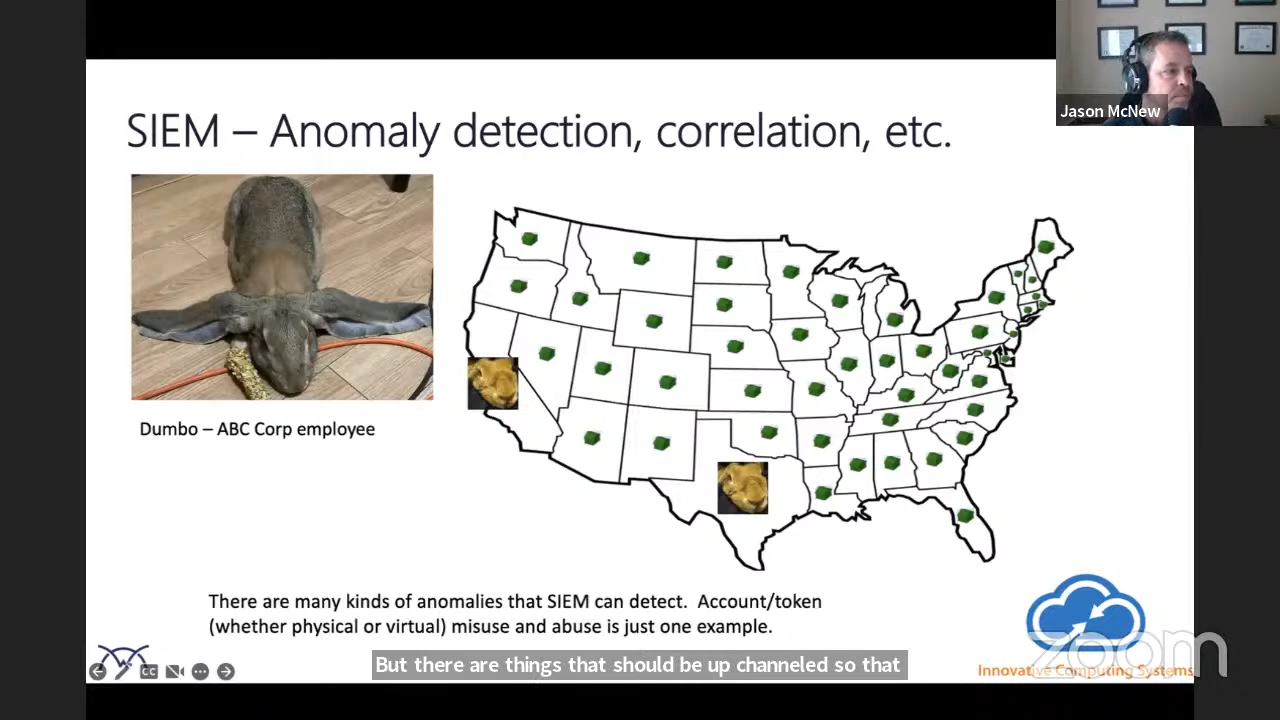 Jason McNew
SIEM – Anomaly detection, correlation, etc.
Dumbo – ABC Corp employee
There are many kinds of anomalies that SIEM can detect. Account/token
(whether physical or virtual) misuse and abuse is just one example.
CC
But there are things that should be up channeled so that
zoom
Innovative Computing Systems